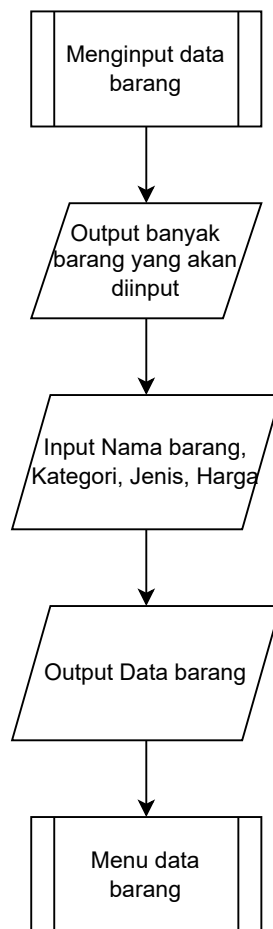 Menginput data
barang
Output banyak
barang yang akan
diinput
Input Nama barang,
Kategori, Jenis, Harga
Output Data barang
Menu data
barang